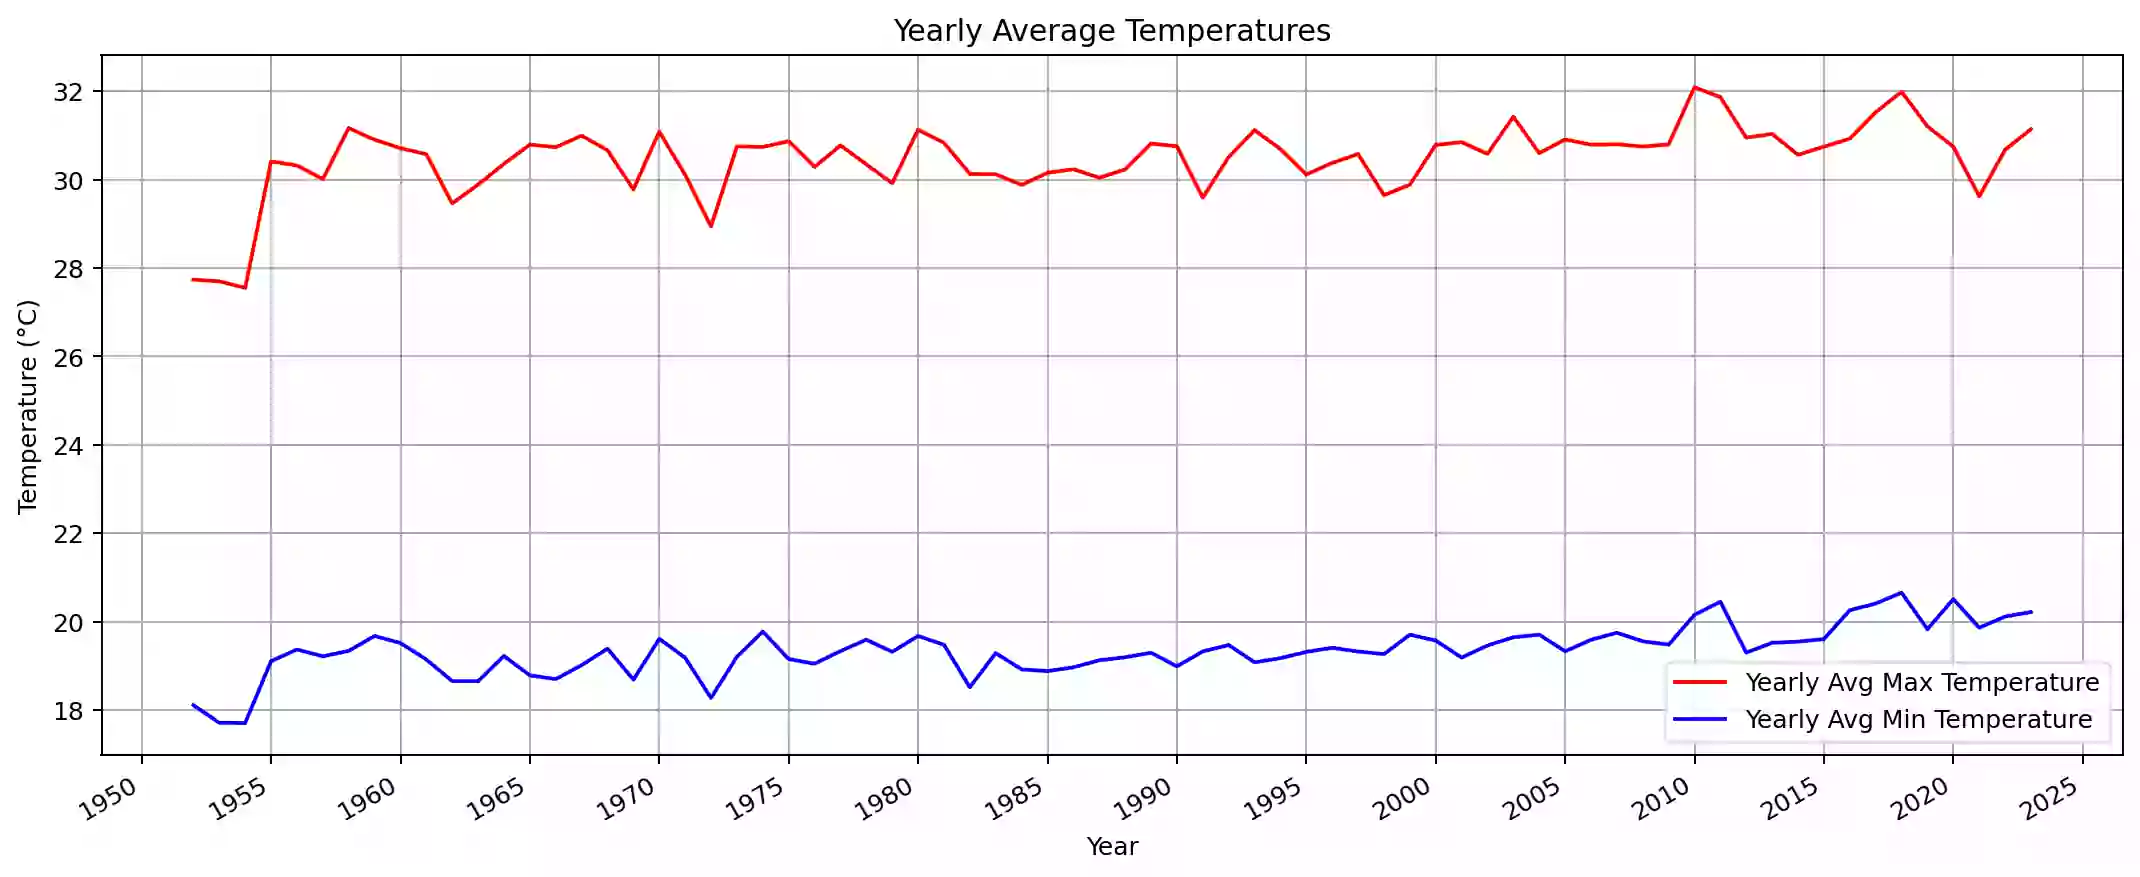 Yearly Average Temperatures
32
30
28
26
24
22
20
18
Temperature (°C)
Yearly Avg Max Temperature
Yearly Avg Min Temperature
1950 1955 1960 1965 1970 1975 1980 1985 1990 1995 2000 2005 2010 2015 2020 2025
Year